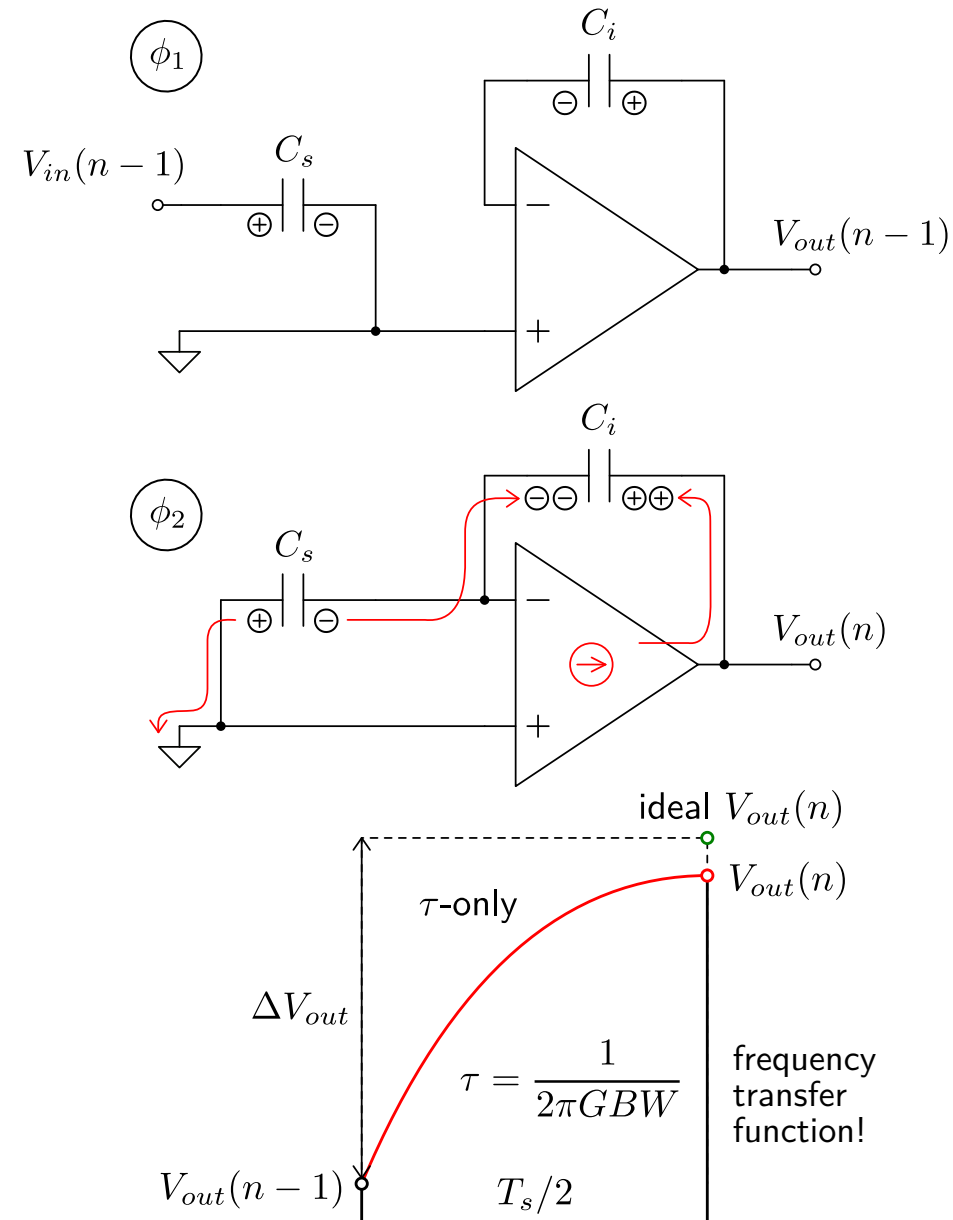 ϕ1
Ci
Cs
Vin(n − 1)
⊖ ⊕
⊕ ⊖
−
+
Vout(n − 1)
ϕ2
Ci
Cs
⊖⊖ ⊕⊕
⊕ ⊖
−
+
Vout(n)
ideal Vout(n)
Vout(n)
τ-only
ΔVout
τ = 1/(2πGBW)
frequency
transfer
function!
Vout(n − 1)
Ts/2